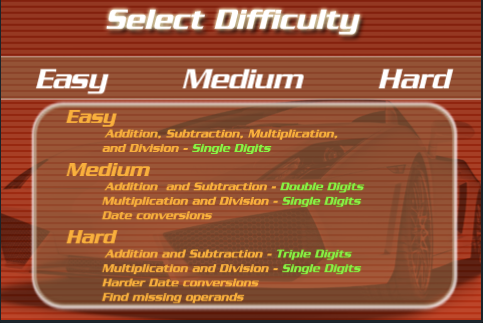 Select Difficulty
Easy Medium Hard
Easy
Addition, Subtraction, Multiplication,
and Division - Single Digits
Medium
Addition and Subtraction - Double Digits
Multiplication and Division - Single Digits
Date conversions
Hard
Addition and Subtraction - Triple Digits
Multiplication and Division - Single Digits
Harder Date conversions
Find missing operands